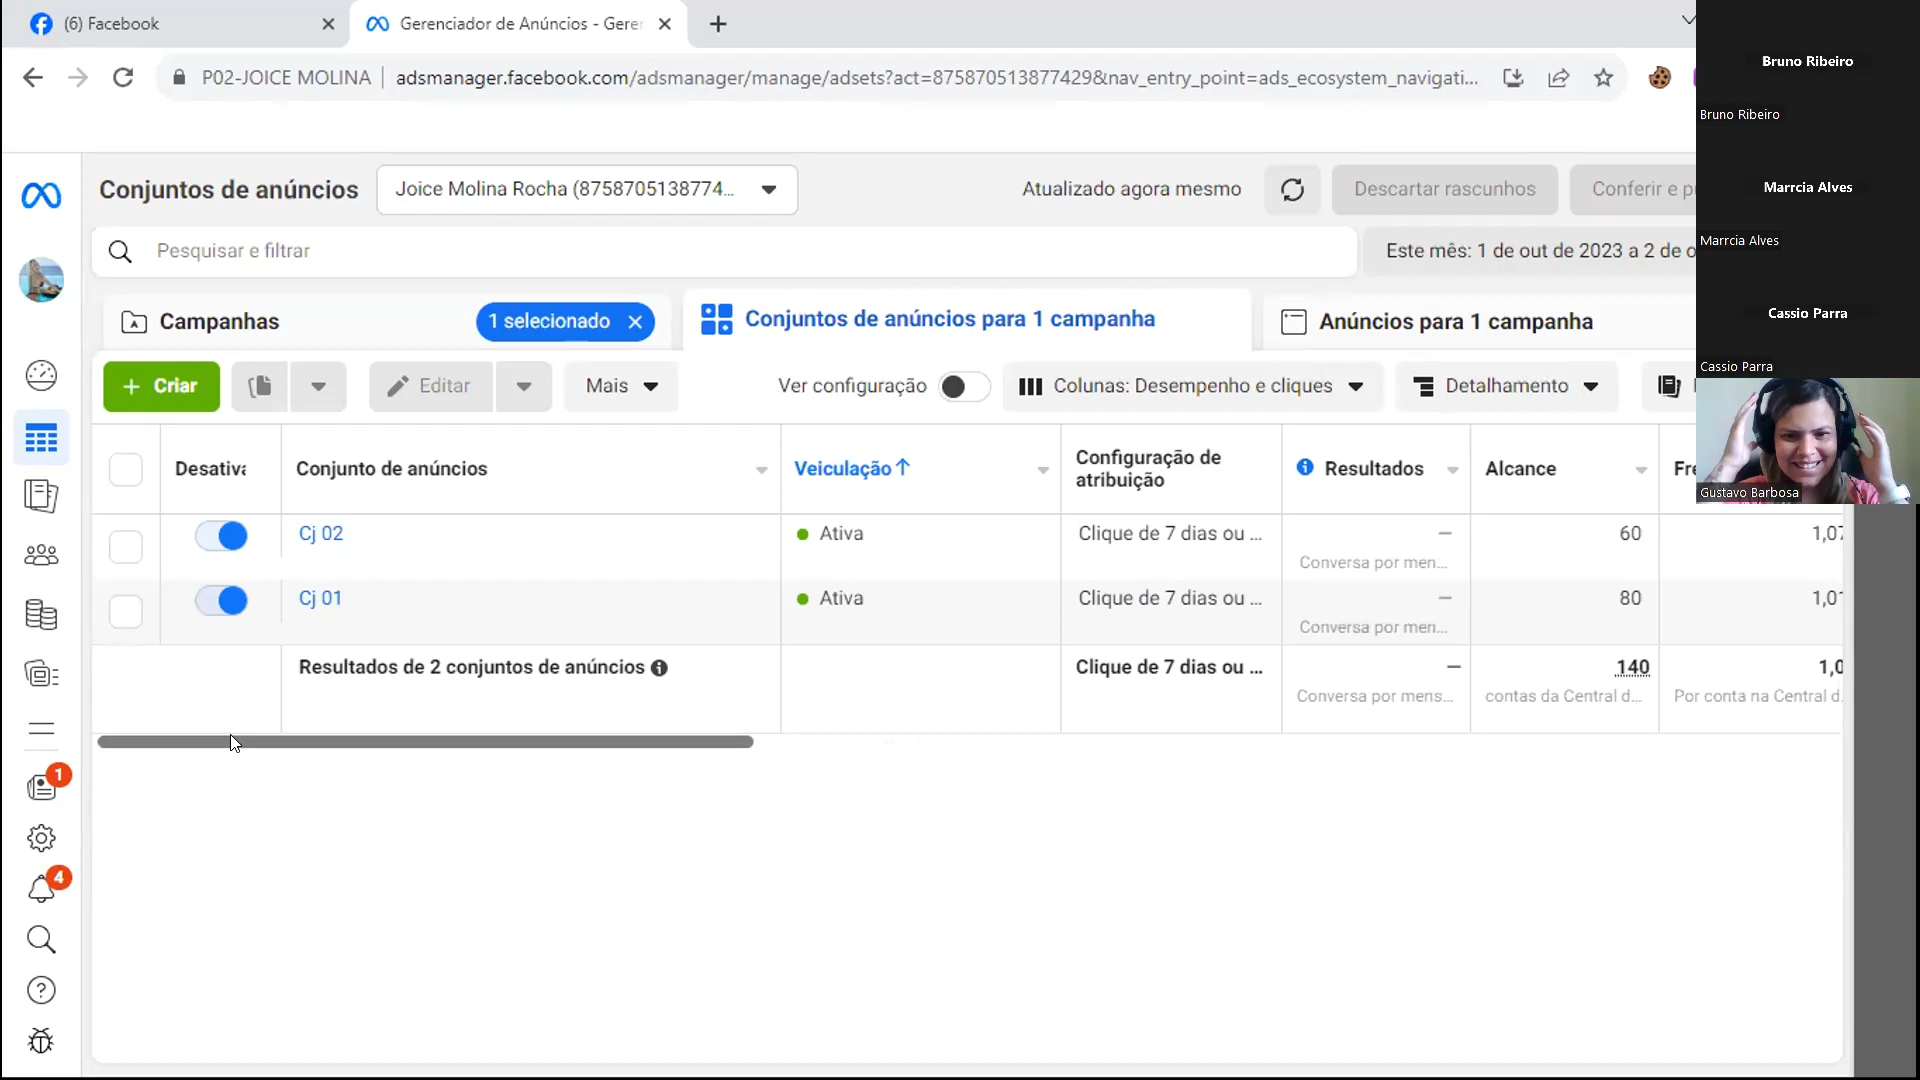 (6) Facebook
Gerenciador de Anúncios - Gere
P02-JOICE MOLINA
adsmanager.facebook.com/adsmanager/manage/adsets?act=875870513877429&nav_entry_point=ads_ecosystem_navigati...
Bruno Ribeiro
Bruno Ribeiro
Marrcia Alves
Marrcia Alves
Cassio Parra
Cassio Parra
Gustavo Barbosa
Conjuntos de anúncios
Joice Molina Rocha (8758705138774...
Atualizado agora mesmo
Descartar rascunhos
Conferir e p
Pesquisar e filtrar
Este mês: 1 de out de 2023 a 2 de o
Campanhas
1 selecionado
Conjuntos de anúncios para 1 campanha
Anúncios para 1 campanha
+ Criar
Editar
Mais
Ver configuração
Colunas: Desempenho e cliques
Detalhamento
Desativa
Conjunto de anúncios
Veiculação↑
Configuração de
atribuição
Resultados
Alcance
Fre
Cj 02
Ativa
Clique de 7 dias ou ...
—
Conversa por men...
60
1,07
Cj 01
Ativa
Clique de 7 dias ou ...
—
Conversa por men...
80
1,01
Resultados de 2 conjuntos de anúncios
Clique de 7 dias ou ...
—
Conversa por mens...
140
contas da Central d...
1,0
Por conta na Central d.
1
4